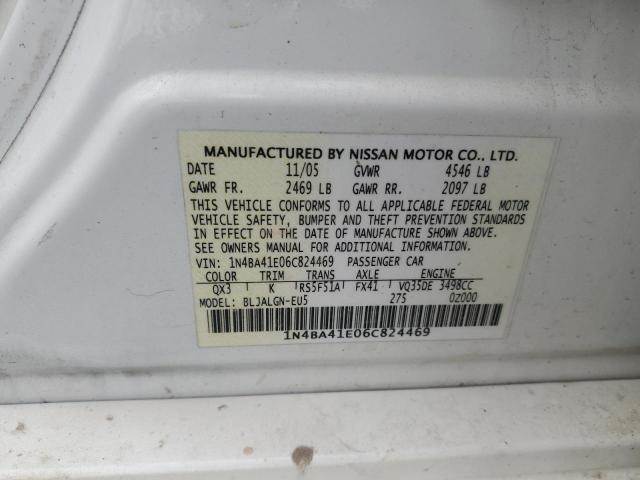 MANUFACTURED BY NISSAN MOTOR CO., LTD.
DATE 11/05 GVWR 4546 LB
GAWR FR. 2469 LB GAWR RR. 2097 LB
THIS VEHICLE CONFORMS TO ALL APPLICABLE FEDERAL MOTOR
VEHICLE SAFETY, BUMPER AND THEFT PREVENTION STANDARDS
IN EFFECT ON THE DATE OF MANUFACTURE SHOWN ABOVE.
SEE OWNERS MANUAL FOR ADDITIONAL INFORMATION.
VIN: 1N4BA41E06C824469 PASSENGER CAR
COLOR TRIM TRANS AXLE ENGINE
QX3 K RS5F51A FX41 VQ35DE 3498CC
MODEL: BLJALGN-EU5 275 0Z000
1N4BA41E06C824469